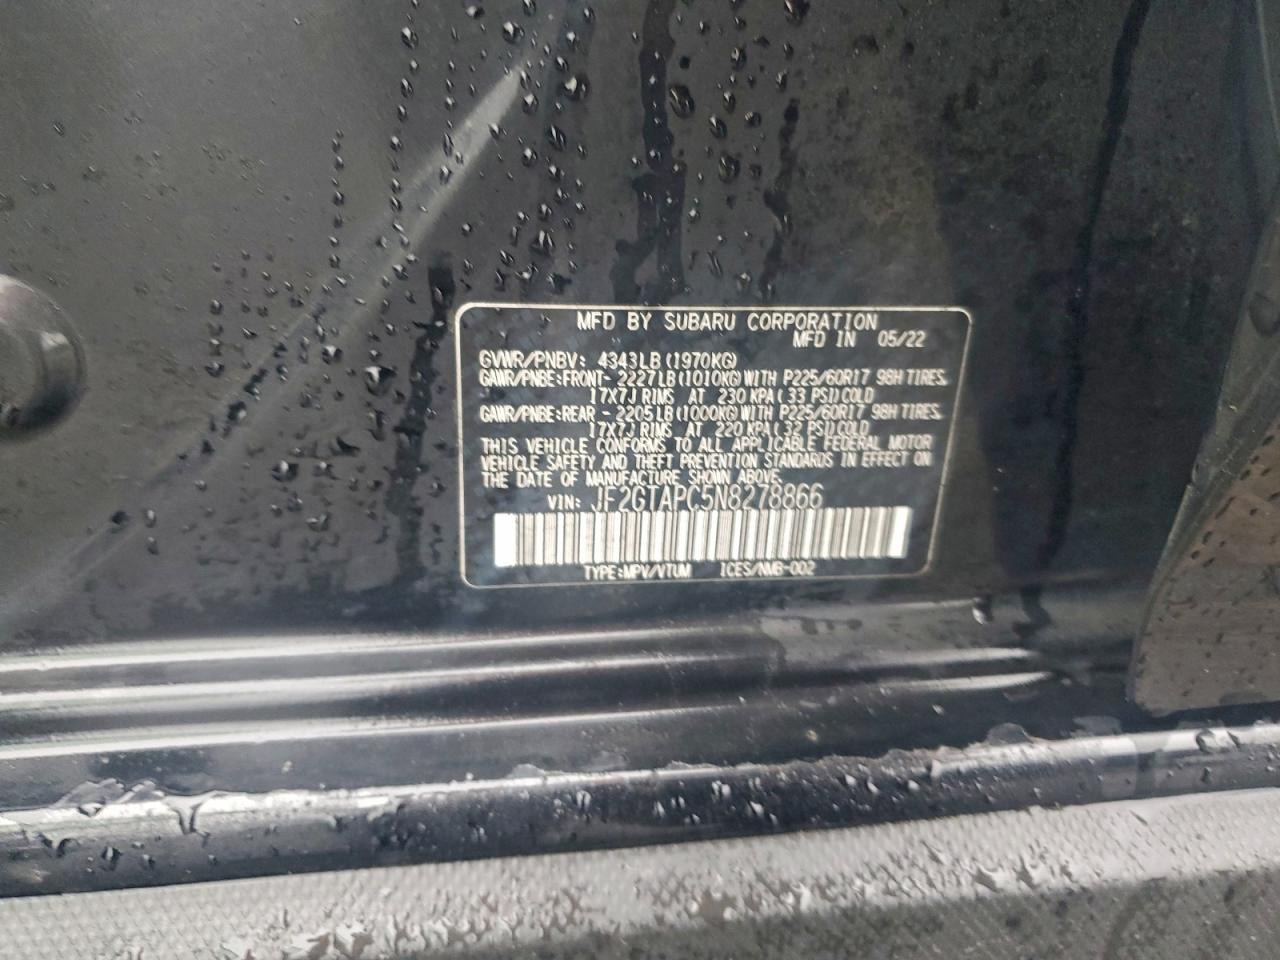 MFD BY SUBARU CORPORATION
MFD IN 05/22
GVWR/PNBV: 4343LB (1970KG)
GAWR/PNBE:FRONT- 2227LB (1010KG) WITH P225/60R17 98H TIRES,
17X7J RIMS AT 230 KPA ( 33 PSI) COLD
GAWR/PNBE:REAR - 2205LB (1000KG) WITH P225/60R17 98H TIRES,
17X7J RIMS AT 220 KPA ( 32 PSI) COLD
THIS VEHICLE CONFORMS TO ALL APPLICABLE FEDERAL MOTOR
VEHICLE SAFETY AND THEFT PREVENTION STANDARDS IN EFFECT ON
THE DATE OF MANUFACTURE SHOWN ABOVE.
VIN: JF2GTAPC5N8278866
TYPE:MPV/VTUM ICES/NMB-002